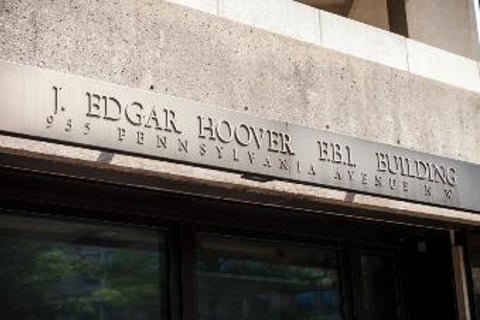 J. EDGAR HOOVER F.B.I. BUILDING
935 PENNSYLVANIA AVENUE N W